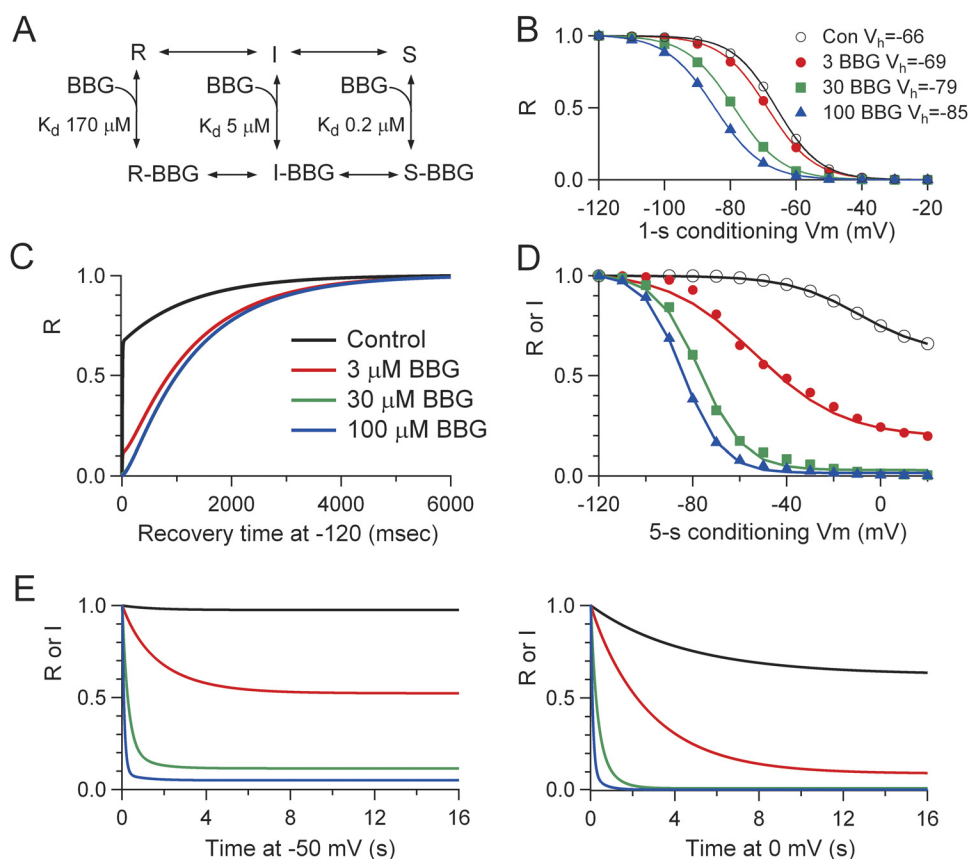 A
R
I
S
BBG
BBG
BBG
Kd 170 μM
Kd 5 μM
Kd 0.2 μM
R-BBG
I-BBG
S-BBG
B
R
1.0
0.5
0.0
Con Vh=-66
3 BBG Vh=-69
30 BBG Vh=-79
100 BBG Vh=-85
-120 -100 -80 -60 -40 -20
1-s conditioning Vm (mV)
C
R
1.0
0.5
0.0
Control
3 μM BBG
30 μM BBG
100 μM BBG
0 2000 4000 6000
Recovery time at -120 (msec)
D
R or I
1.0
0.5
0.0
-120 -80 -40 0
5-s conditioning Vm (mV)
E
R or I
1.0
0.5
0.0
0 4 8 12 16
Time at -50 mV (s)
R or I
1.0
0.5
0.0
0 4 8 12 16
Time at 0 mV (s)